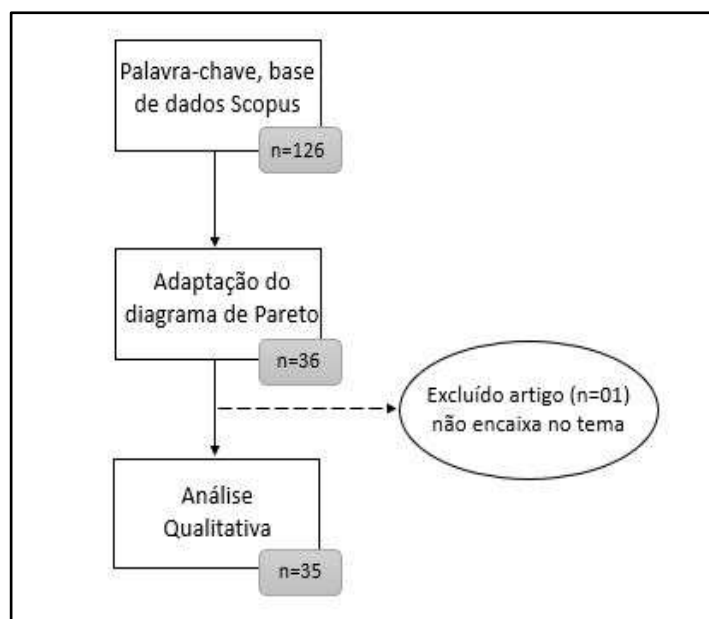 Palavra-chave, base
de dados Scopus
n=126
Adaptação do
diagrama de Pareto
n=36
Excluído artigo (n=01)
não encaixa no tema
Análise
Qualitativa
n=35